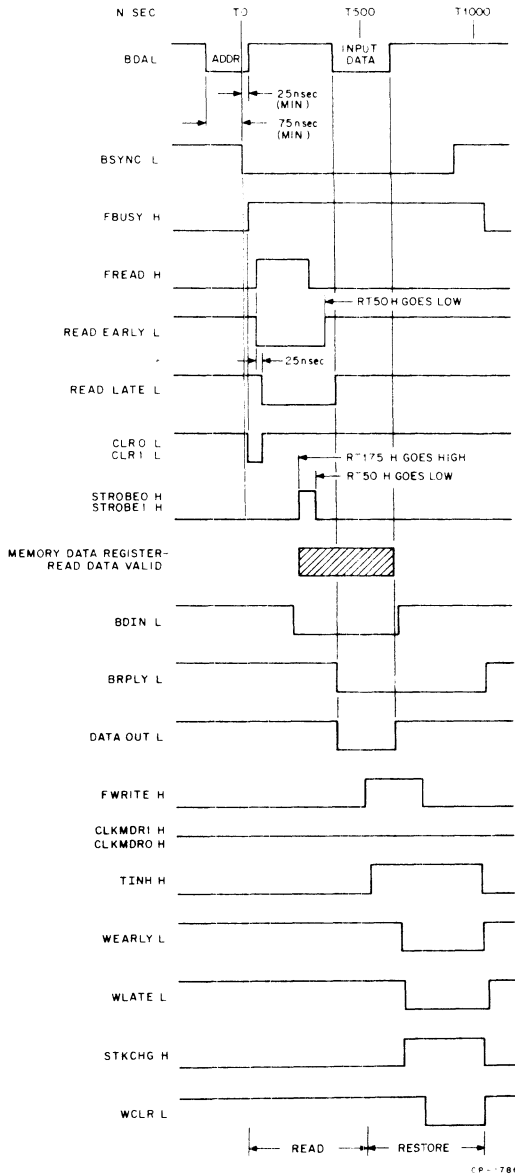 N SEC T0 T500 T1000
BDAL ADDR INPUT DATA
25nsec
(MIN)
75nsec
(MIN)
BSYNC L
FBUSY H
FREAD H
RT50 H GOES LOW
READ EARLY L
25nsec
READ LATE L
CLR0 L
CLR1 L
RT175 H GOES HIGH
RT50 H GOES LOW
STROBE0 H
STROBE1 H
MEMORY DATA REGISTER-
READ DATA VALID
BDIN L
BRPLY L
DATA OUT L
FWRITE H
CLKMDR1 H
CLKMDR0 H
TINH H
WEARLY L
WLATE L
STKCHG H
WCLR L
READ RESTORE